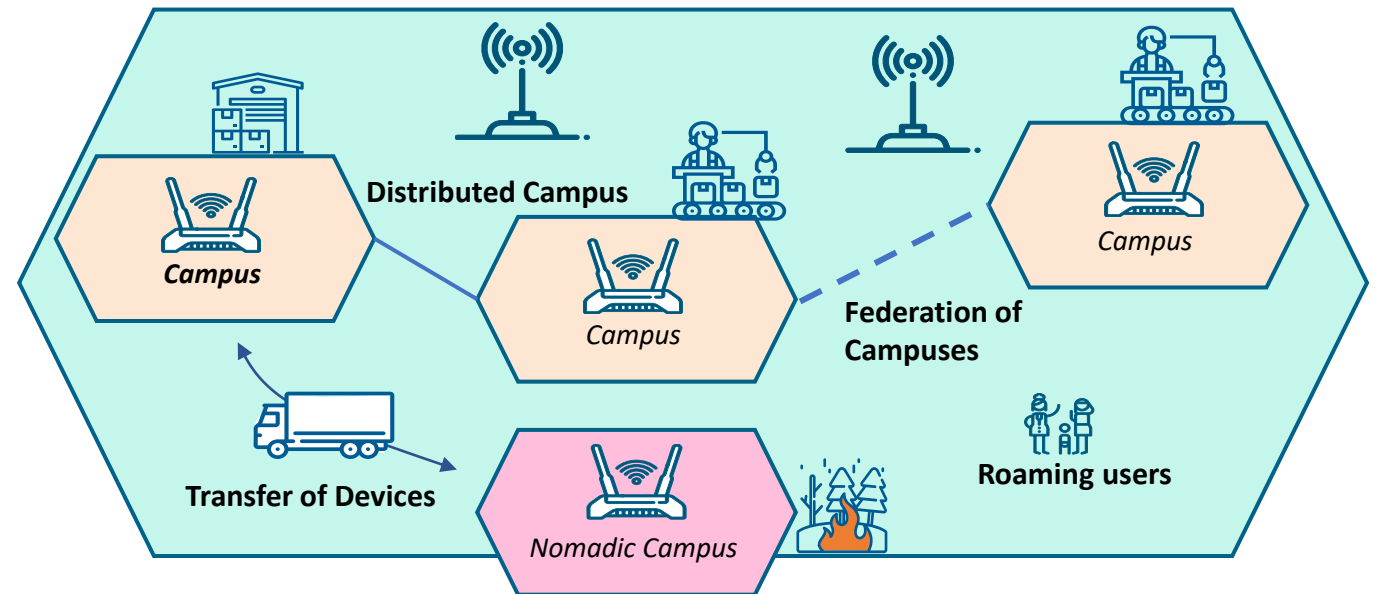 Distributed Campus
Campus
Campus
Campus
Federation of
Campuses
Transfer of Devices
Roaming users
Nomadic Campus